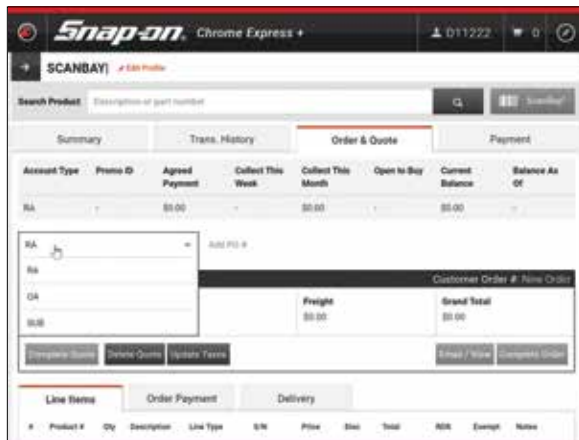 Snap-on. Chrome Express + D11222 0
SCANBAY| Edit Profile
Search Product Description or part number ScanBay
Summary Trans. History Order & Quote Payment
Account Type Promo ID Agreed Payment Collect This Week Collect This Month Open to Buy Current Balance Balance As Of
RA - $0.00 - $0.00 - $0.00 -
RA Add PO #
RA
OA
SUB
Customer Order # New Order
Freight Grand Total
$0.00 $0.00
Complete Quote Delete Quote Update Taxes Email / View Complete Order
Line Items Order Payment Delivery
# Product # Qty Description Line Type S/N Price Disc Total RDR Exempt Notes